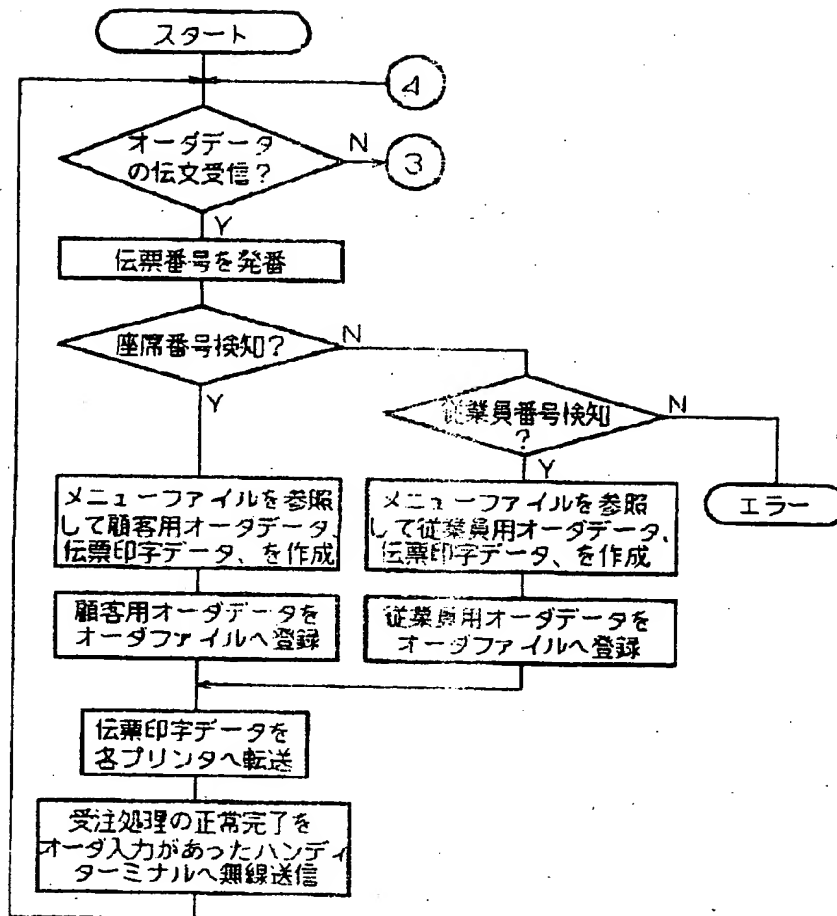 スタート
4
オーダデータ
の伝文受信?
N
3
Y
伝票番号を発番
座席番号検知?
N
Y
従業員番号検知
?
N
Y
エラー
メニューファイルを参照
して顧客用オーダデータ、
伝票印字データ、を作成
メニューファイルを参照
して従業員用オーダデータ、
伝票印字データ、を作成
顧客用オーダデータを
オーダファイルへ登録
従業員用オーダデータを
オーダファイルへ登録
伝票印字データを
各プリンタへ転送
受注処理の正常完了を
オーダ入力があったハンディ
ターミナルへ無線送信